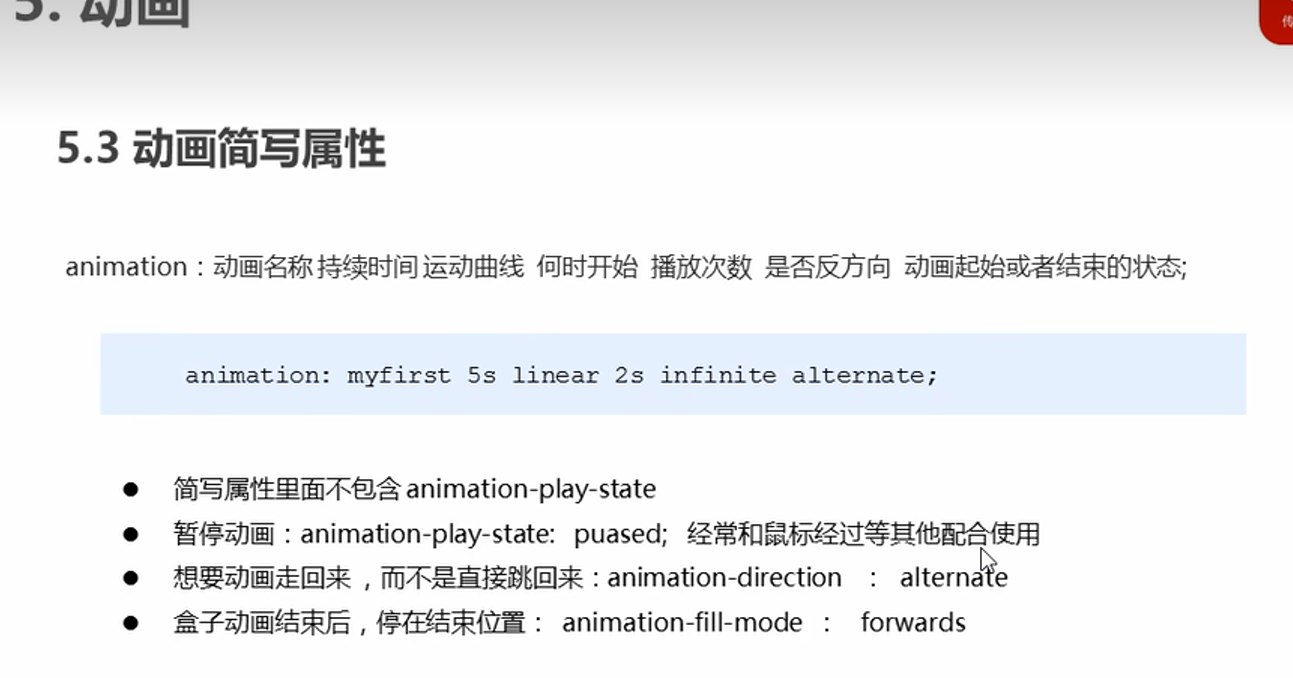 5. 动画
传
5.3 动画简写属性
animation：动画名称 持续时间 运动曲线 何时开始 播放次数 是否反方向 动画起始或者结束的状态;
animation: myfirst 5s linear 2s infinite alternate;
● 简写属性里面不包含 animation-play-state
● 暂停动画：animation-play-state: puased; 经常和鼠标经过等其他配合使用
● 想要动画走回来，而不是直接跳回来：animation-direction ： alternate
● 盒子动画结束后，停在结束位置： animation-fill-mode ： forwards